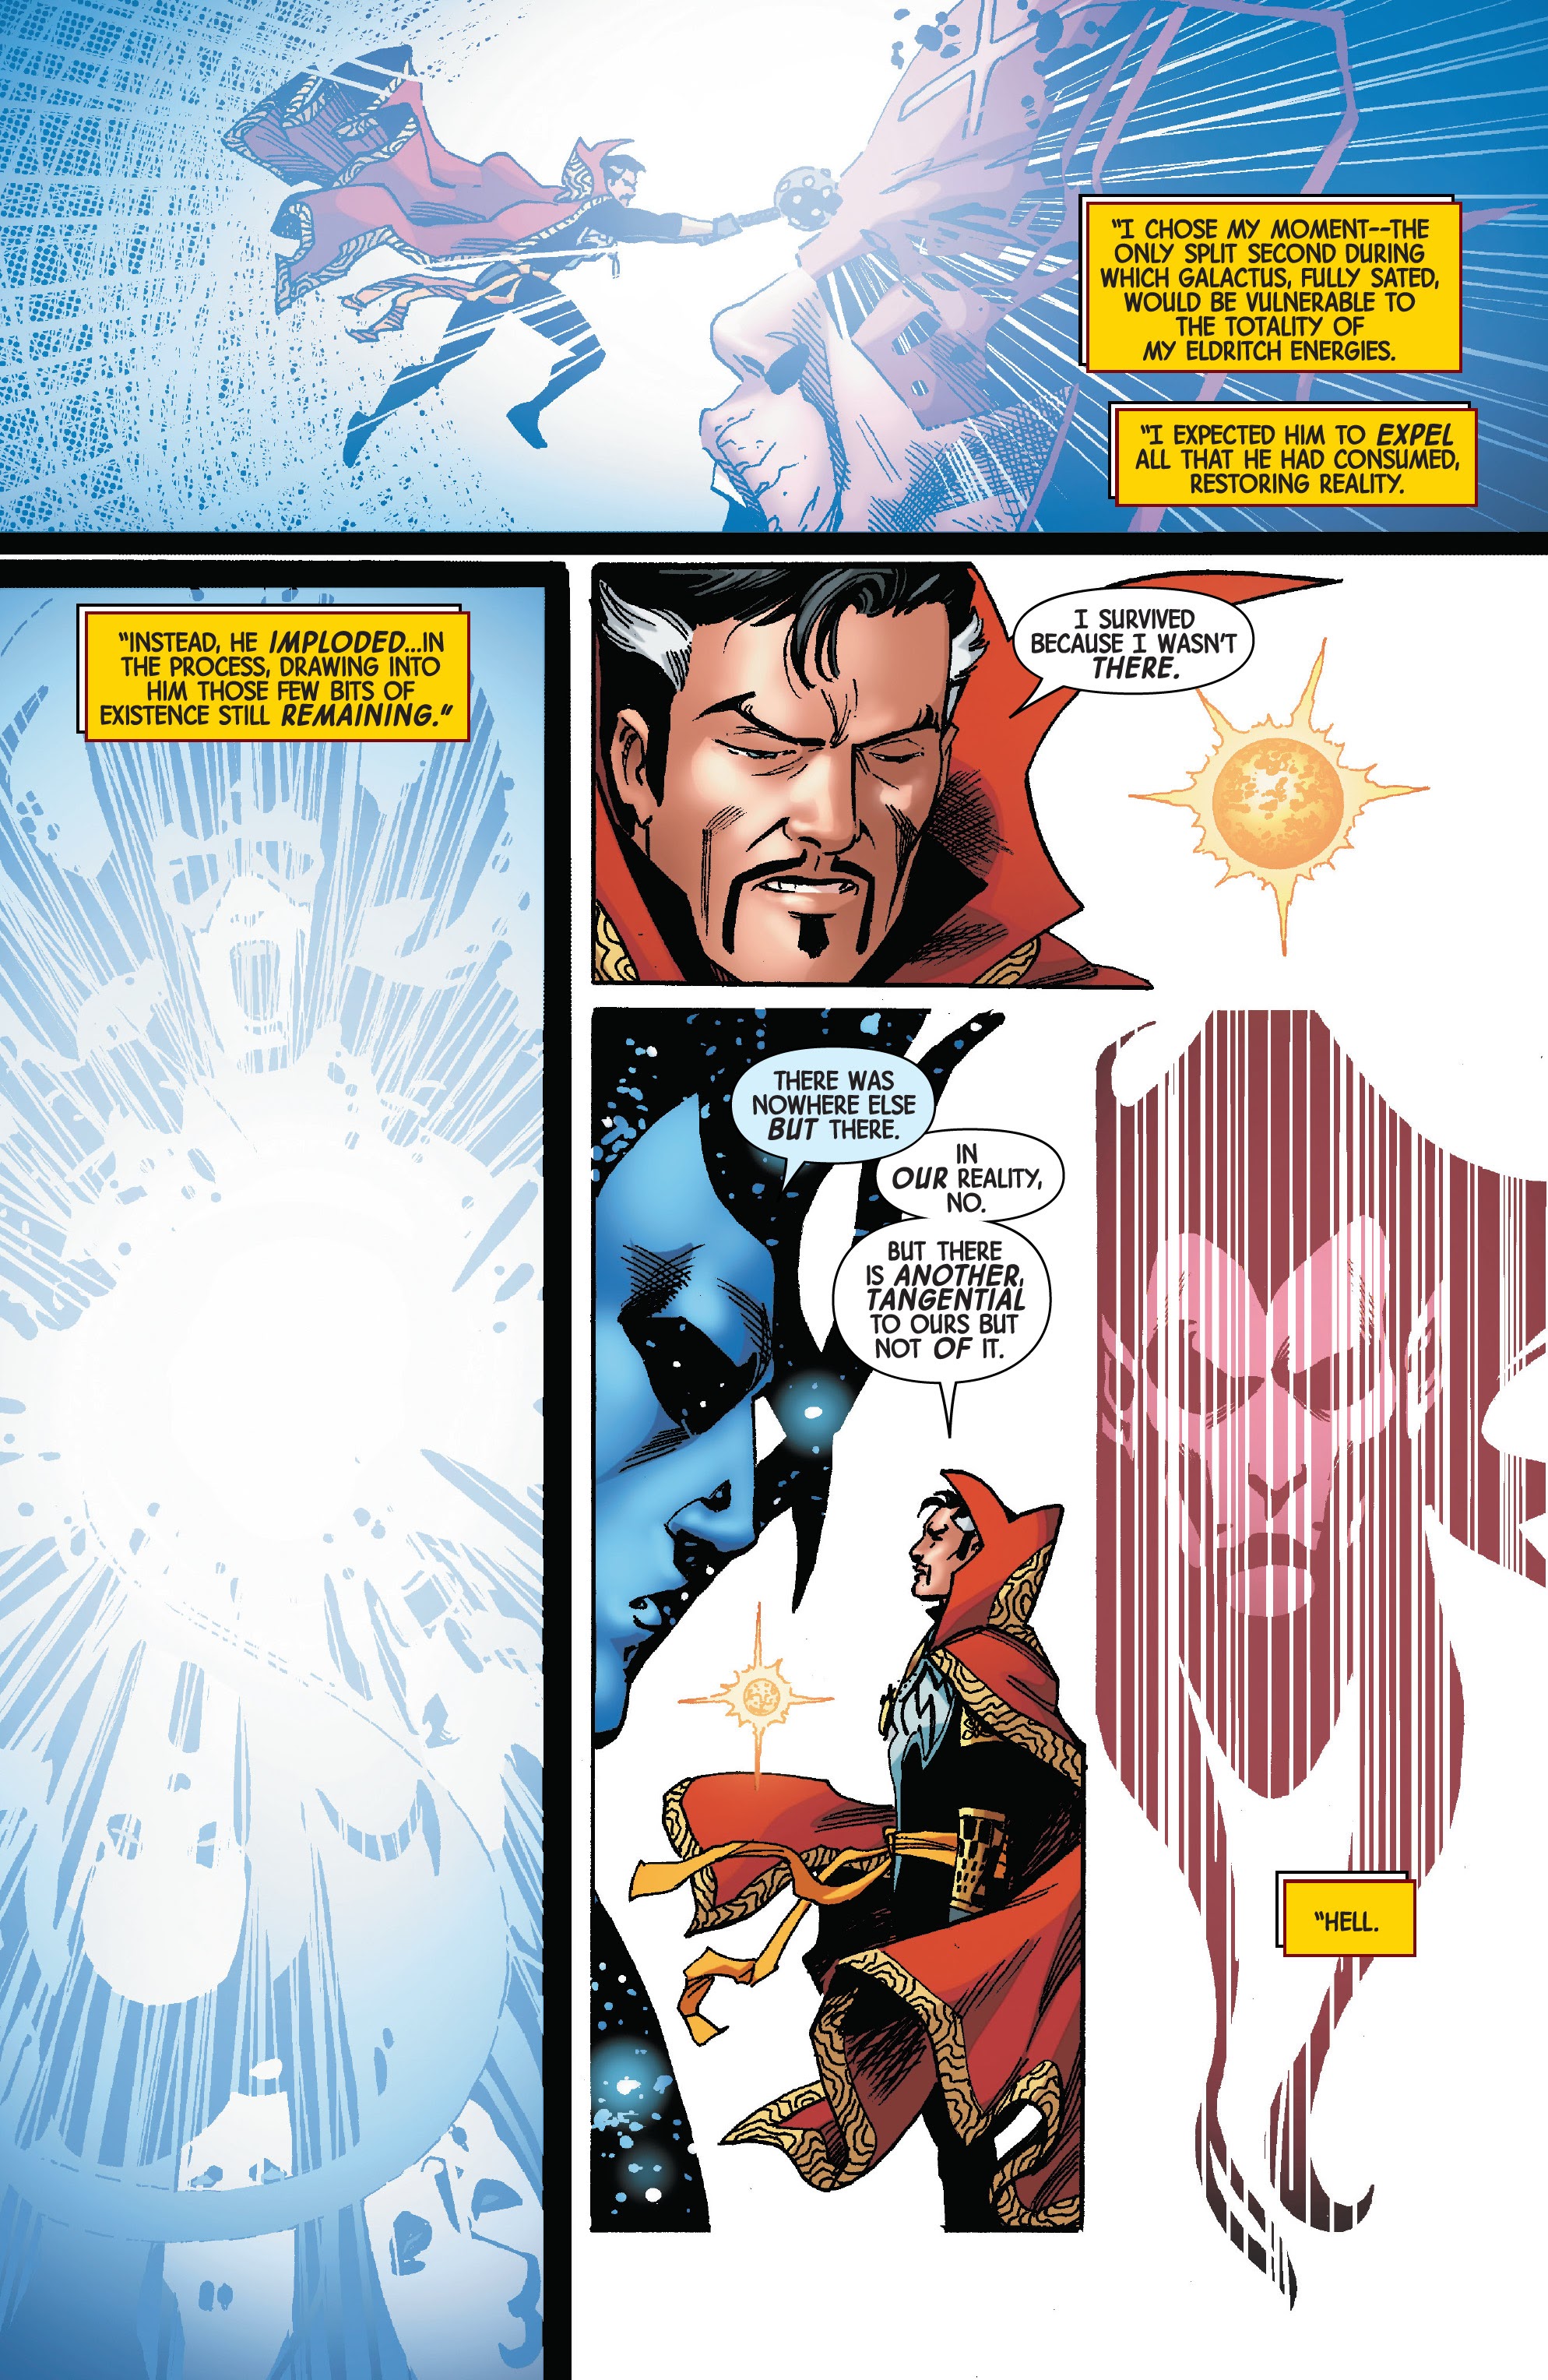 "I CHOSE MY MOMENT--THE
ONLY SPLIT SECOND DURING
WHICH GALACTUS, FULLY SATED,
WOULD BE VULNERABLE TO
THE TOTALITY OF
MY ELDRITCH ENERGIES.
"I EXPECTED HIM TO EXPEL
ALL THAT HE HAD CONSUMED,
RESTORING REALITY.
"INSTEAD, HE IMPLODED...IN
THE PROCESS, DRAWING INTO
HIM THOSE FEW BITS OF
EXISTENCE STILL REMAINING."
I SURVIVED
BECAUSE I WASN'T
THERE.
THERE WAS
NOWHERE ELSE
BUT THERE.
IN
OUR REALITY,
NO.
BUT THERE
IS ANOTHER,
TANGENTIAL
TO OURS BUT
NOT OF IT.
"HELL.